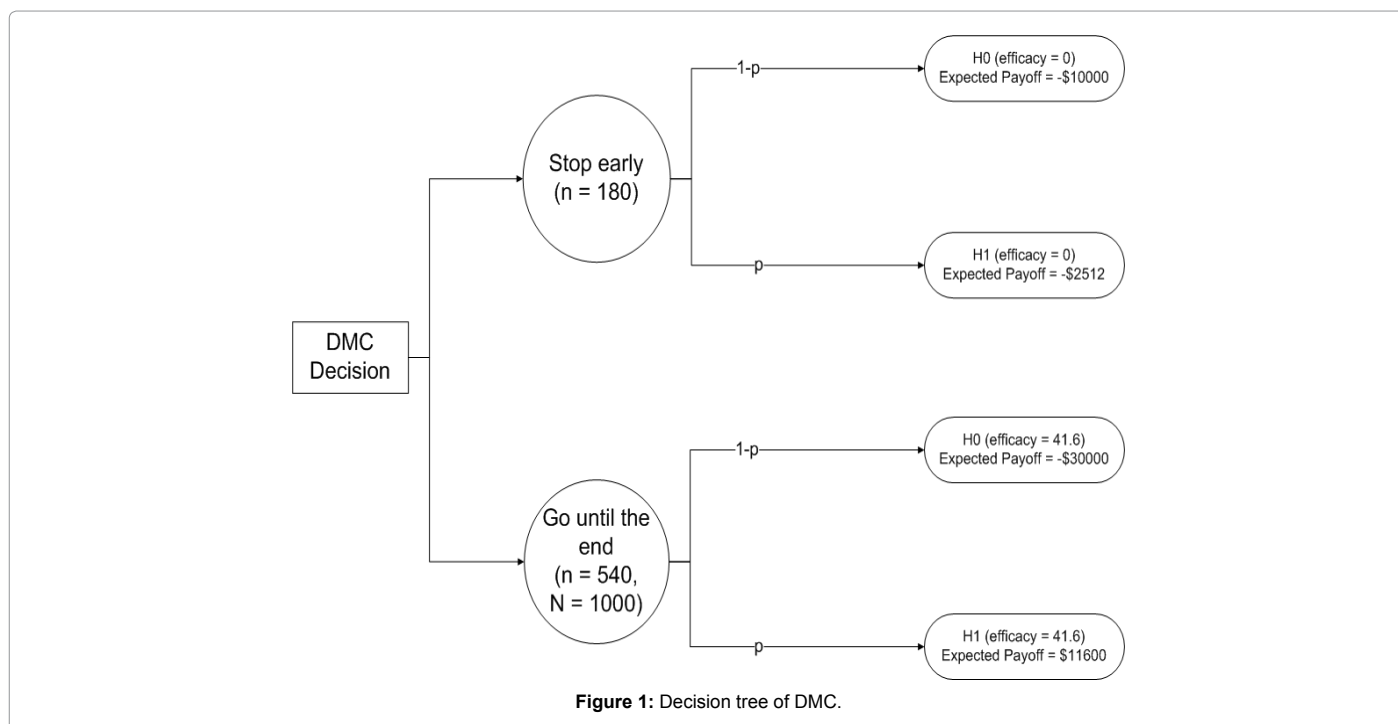 DMC
Decision
Stop early
(n = 180)
1-p
H0 (efficacy = 0)
Expected Payoff = -$10000
p
H1 (efficacy = 0)
Expected Payoff = -$2512
Go until the
end
(n = 540,
N = 1000)
1-p
H0 (efficacy = 41.6)
Expected Payoff = -$30000
p
H1 (efficacy = 41.6)
Expected Payoff = $11600
Figure 1: Decision tree of DMC.